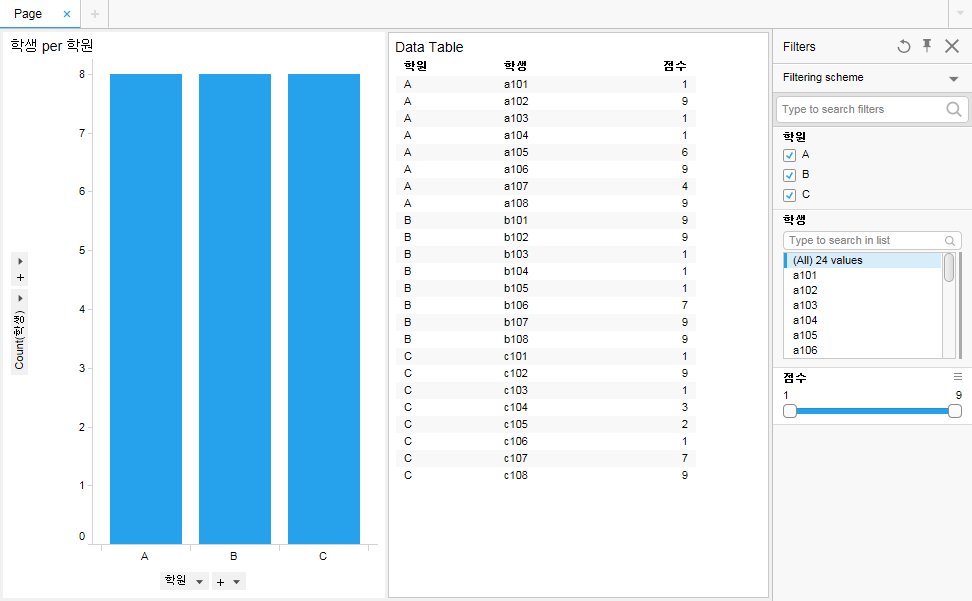 Page
학생 per 학원
8
7
6
5
4
3
2
1
0
+
Count(학생)
A B C
학원 +
Data Table
학원 학생 점수
A a101 1
A a102 9
A a103 1
A a104 1
A a105 6
A a106 9
A a107 4
A a108 9
B b101 9
B b102 9
B b103 1
B b104 1
B b105 1
B b106 7
B b107 9
B b108 9
C c101 1
C c102 9
C c103 1
C c104 3
C c105 2
C c106 1
C c107 7
C c108 9
Filters
Filtering scheme
Type to search filters
학원
A
B
C
학생
Type to search in list
(All) 24 values
a101
a102
a103
a104
a105
a106
점수
1 9